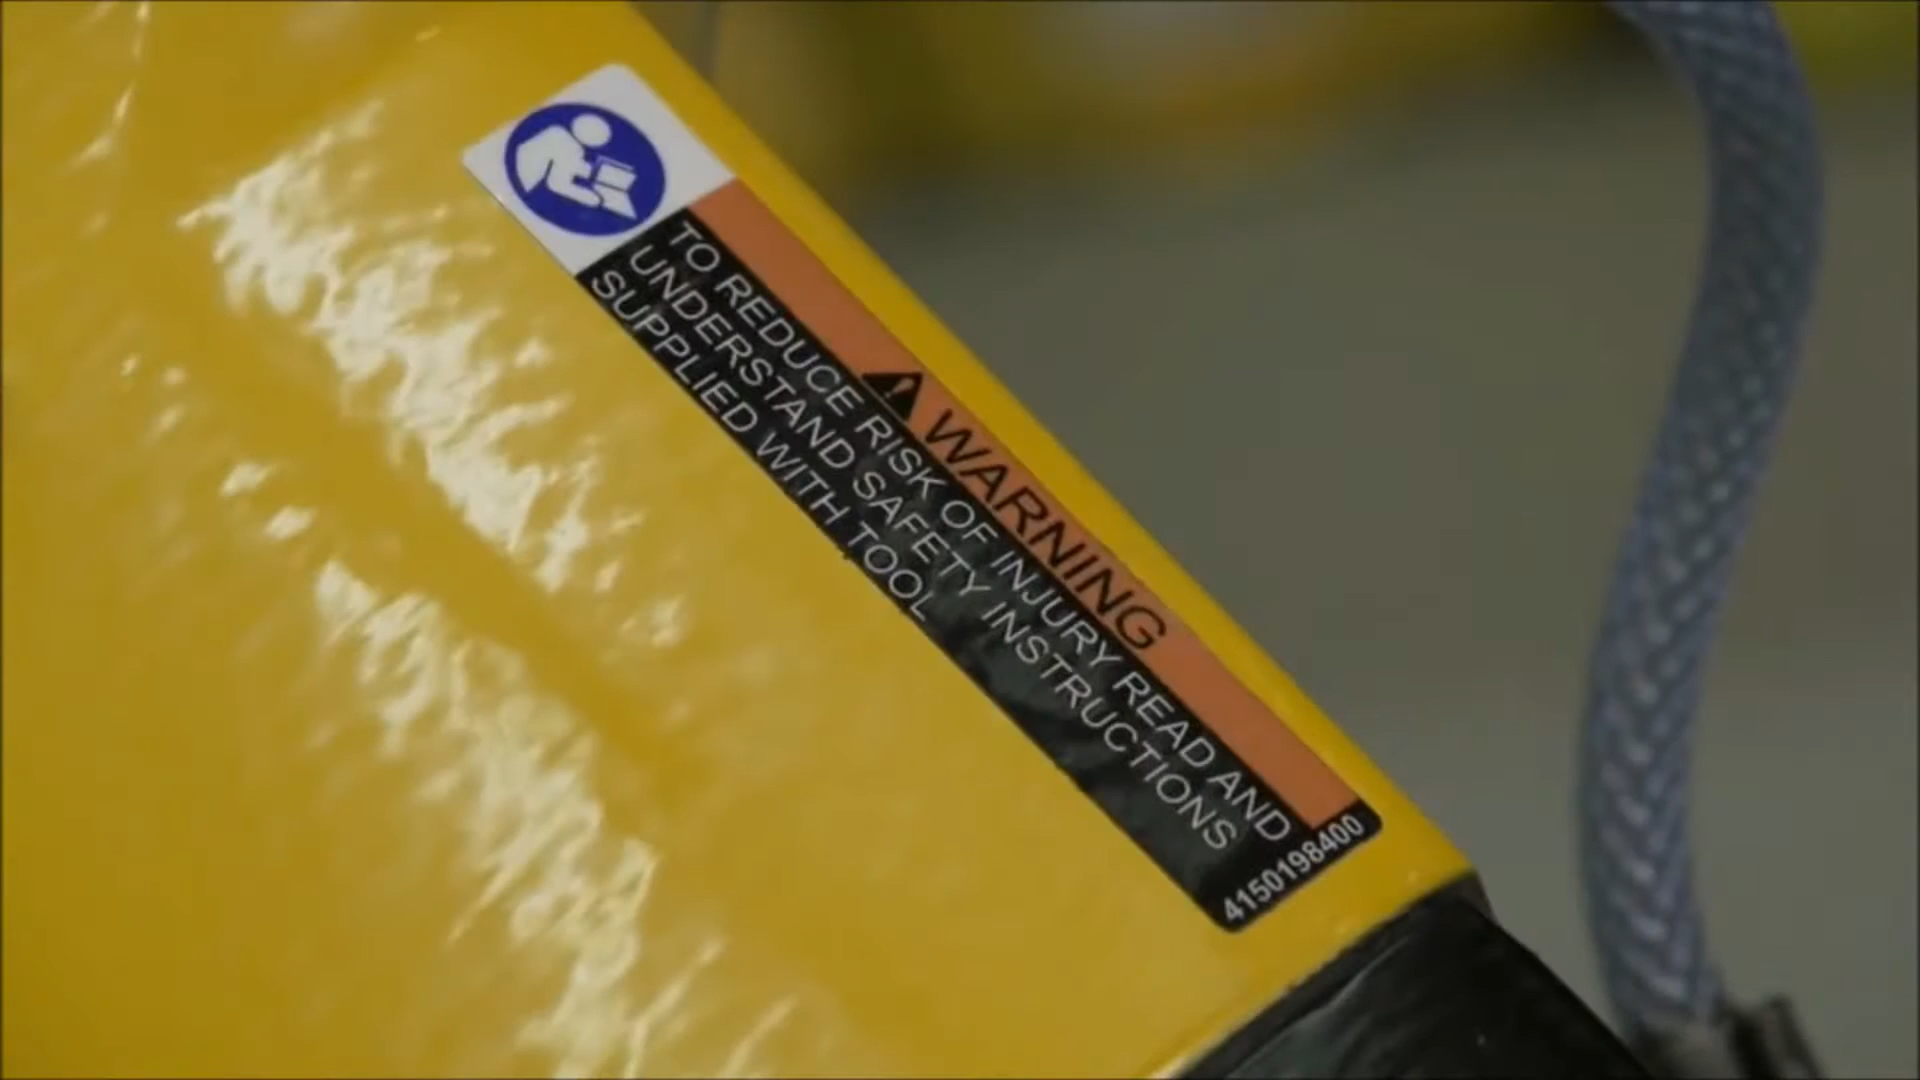 WARNING
TO REDUCE RISK OF INJURY READ AND
UNDERSTAND SAFETY INSTRUCTIONS
SUPPLIED WITH TOOL
4150198400